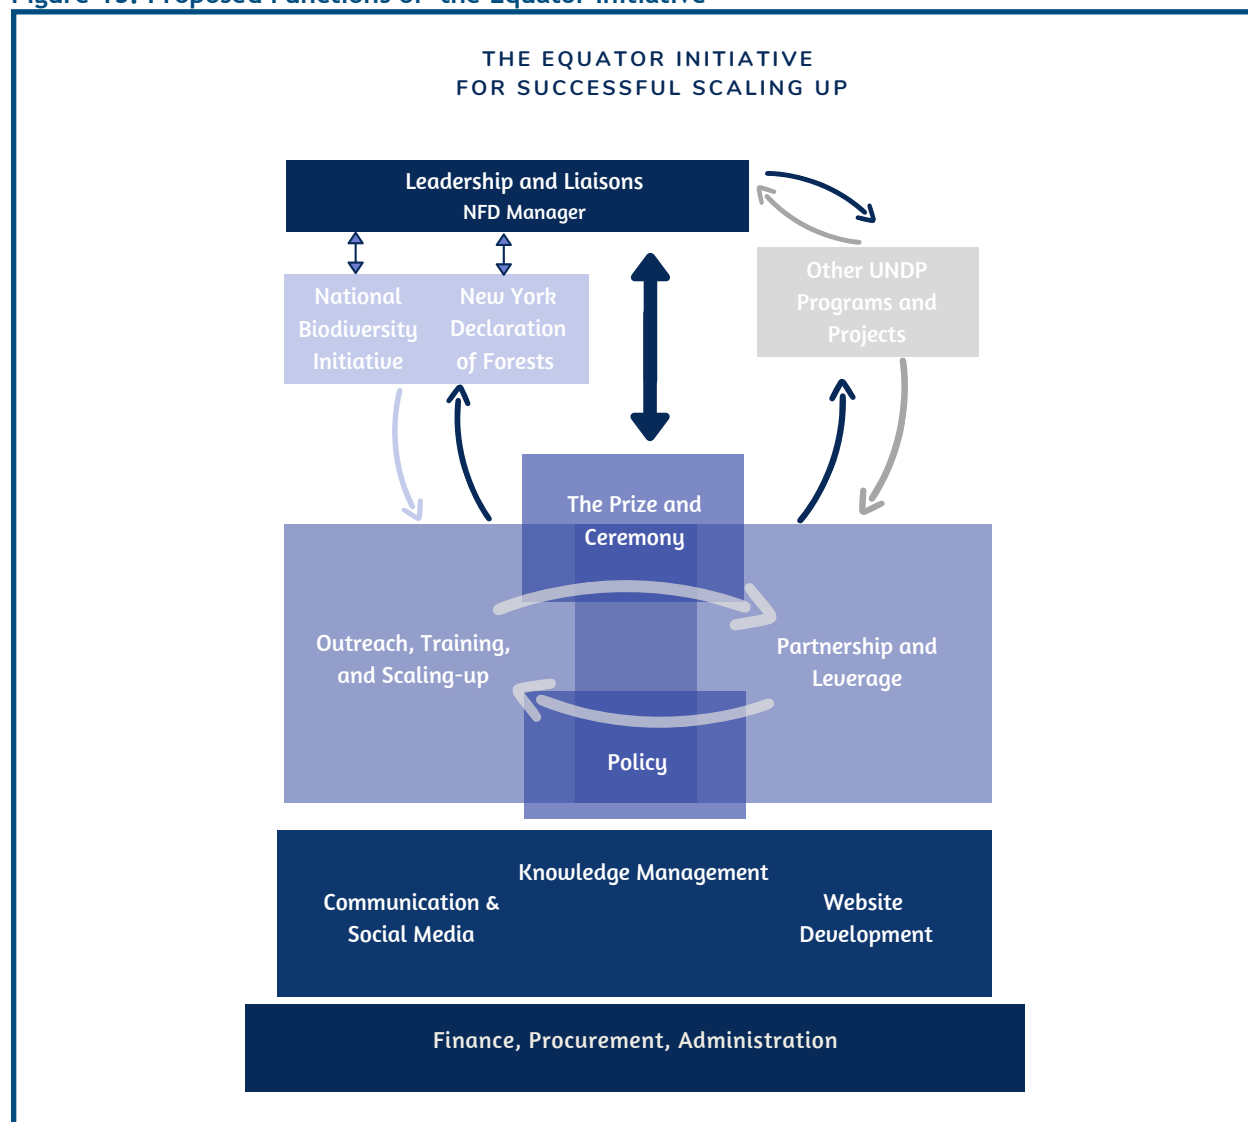 THE EQUATOR INITIATIVE
FOR SUCCESSFUL SCALING UP
Leadership and Liaisons
NFD Manager
National
Biodiversity
Initiative
New York
Declaration
of Forests
Other UNDP
Programs and
Projects
The Prize and
Ceremony
Outreach, Training,
and Scaling-up
Partnership and
Leverage
Policy
Knowledge Management
Communication &
Social Media
Website
Development
Finance, Procurement, Administration